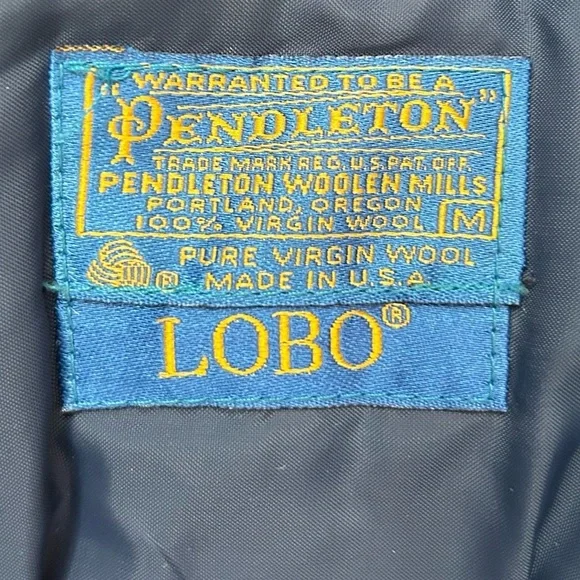 "WARRANTED TO BE A
PENDLETON"
TRADE MARK REG. U.S. PAT. OFF.
PENDLETON WOOLEN MILLS
PORTLAND, OREGON
100% VIRGIN WOOL M
PURE VIRGIN WOOL
® MADE IN U.S.A
LOBO®